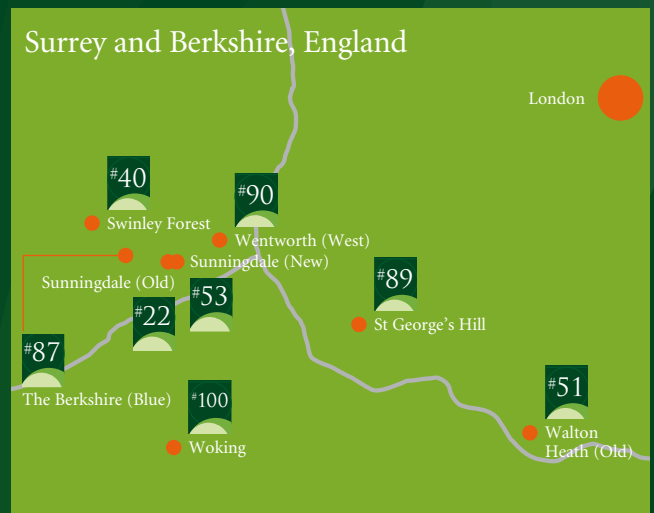 Surrey and Berkshire, England
London
#40
Swinley Forest
#90
Wentworth (West)
Sunningdale (New)
Sunningdale (Old)
#53
#22
#89
St George’s Hill
#87
The Berkshire (Blue)
#100
Woking
#51
Walton
Heath (Old)